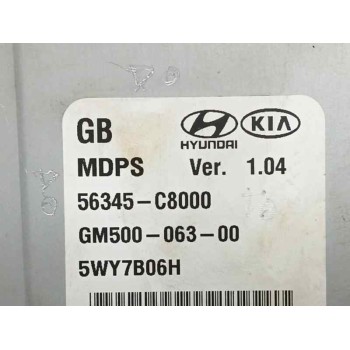 GB HYUNDAI KIA
MDPS Ver. 1.04
56345-C8000
GM500-063-00
5WY7B06H